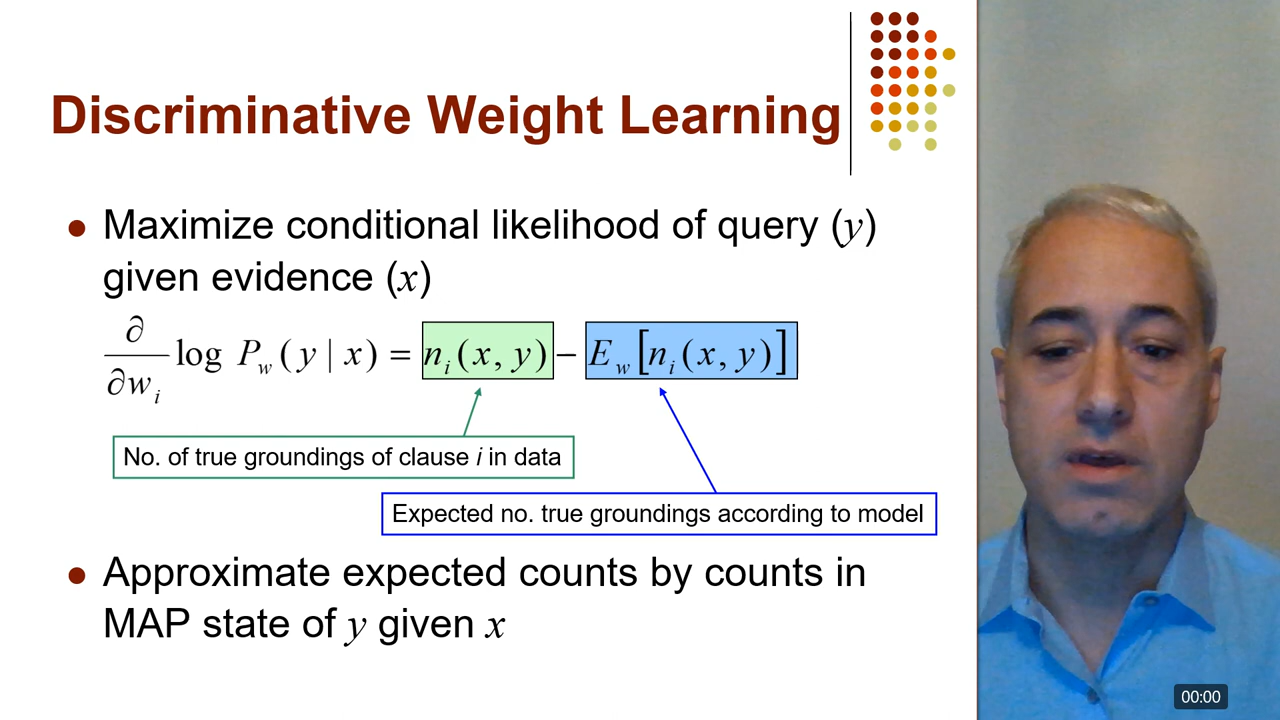 Discriminative Weight Learning
● Maximize conditional likelihood of query (y)
given evidence (x)
∂/∂w_i log P_w(y | x) = n_i(x, y) − E_w[n_i(x, y)]
No. of true groundings of clause i in data
Expected no. true groundings according to model
● Approximate expected counts by counts in
MAP state of y given x
00:00